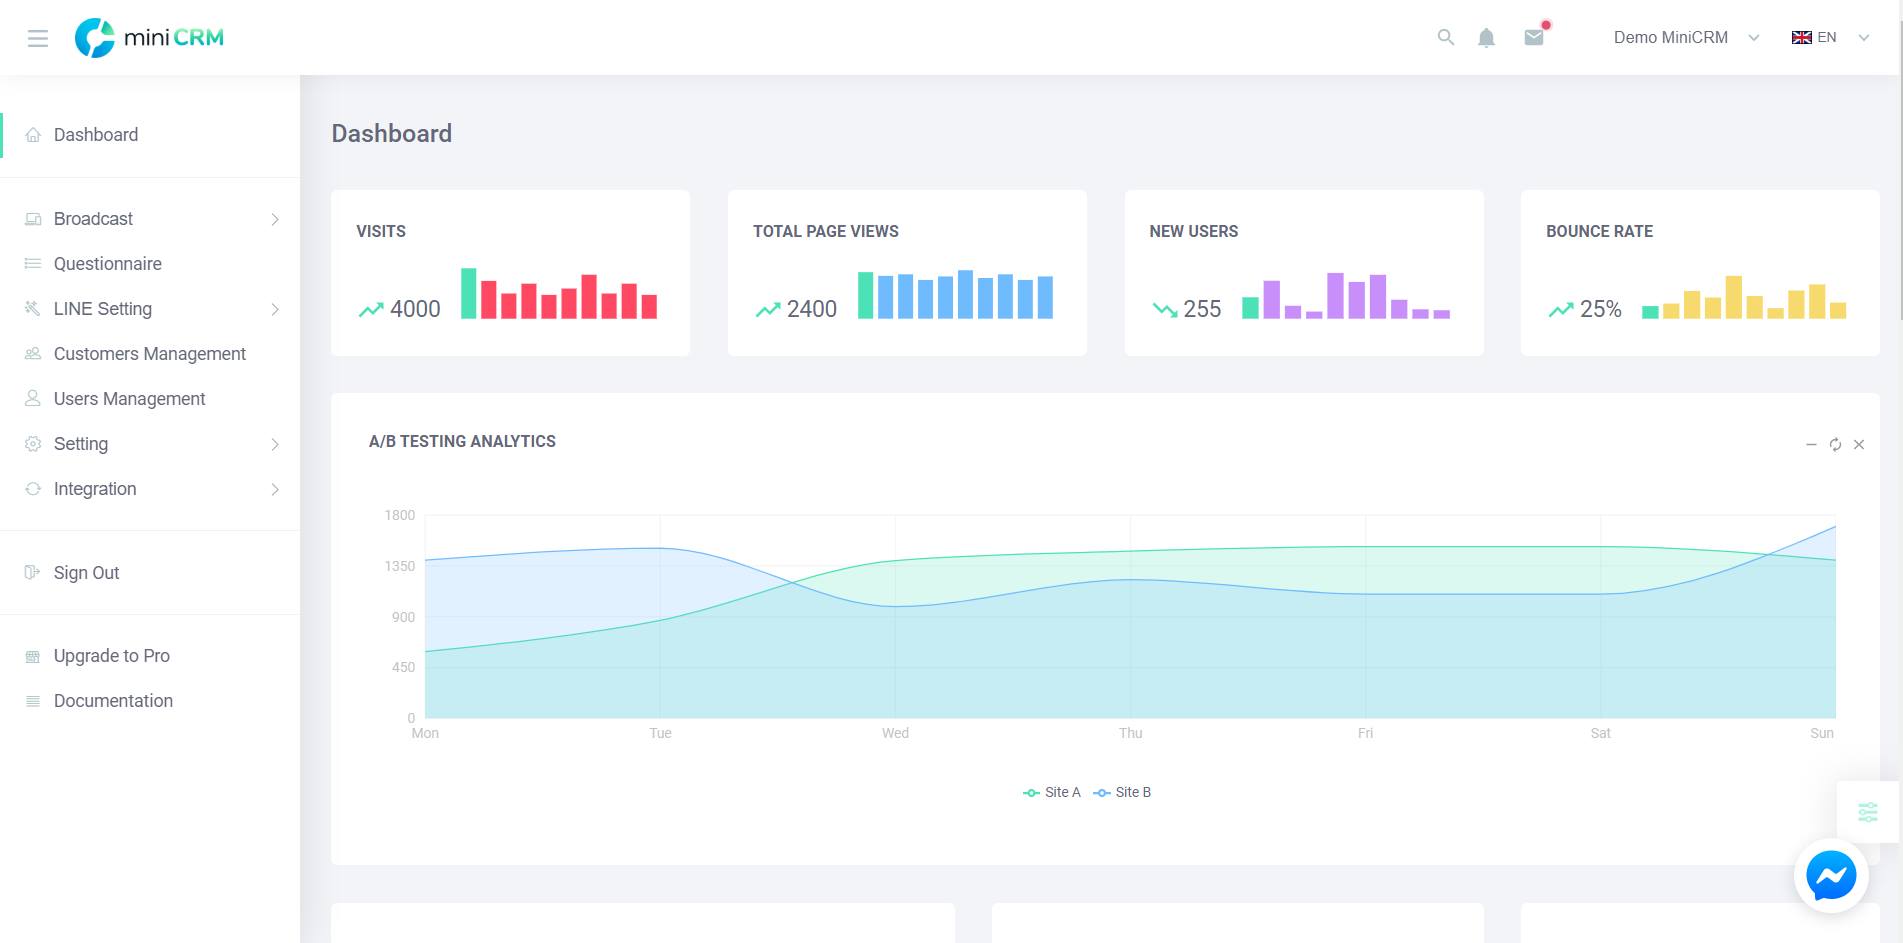 mini CRM
Demo MiniCRM
EN
Dashboard
Broadcast
Questionnaire
LINE Setting
Customers Management
Users Management
Setting
Integration
Sign Out
Upgrade to Pro
Documentation
Dashboard
VISITS
4000
TOTAL PAGE VIEWS
2400
NEW USERS
255
BOUNCE RATE
25%
A/B TESTING ANALYTICS
1800
1350
900
450
0
Mon Tue Wed Thu Fri Sat Sun
Site A Site B